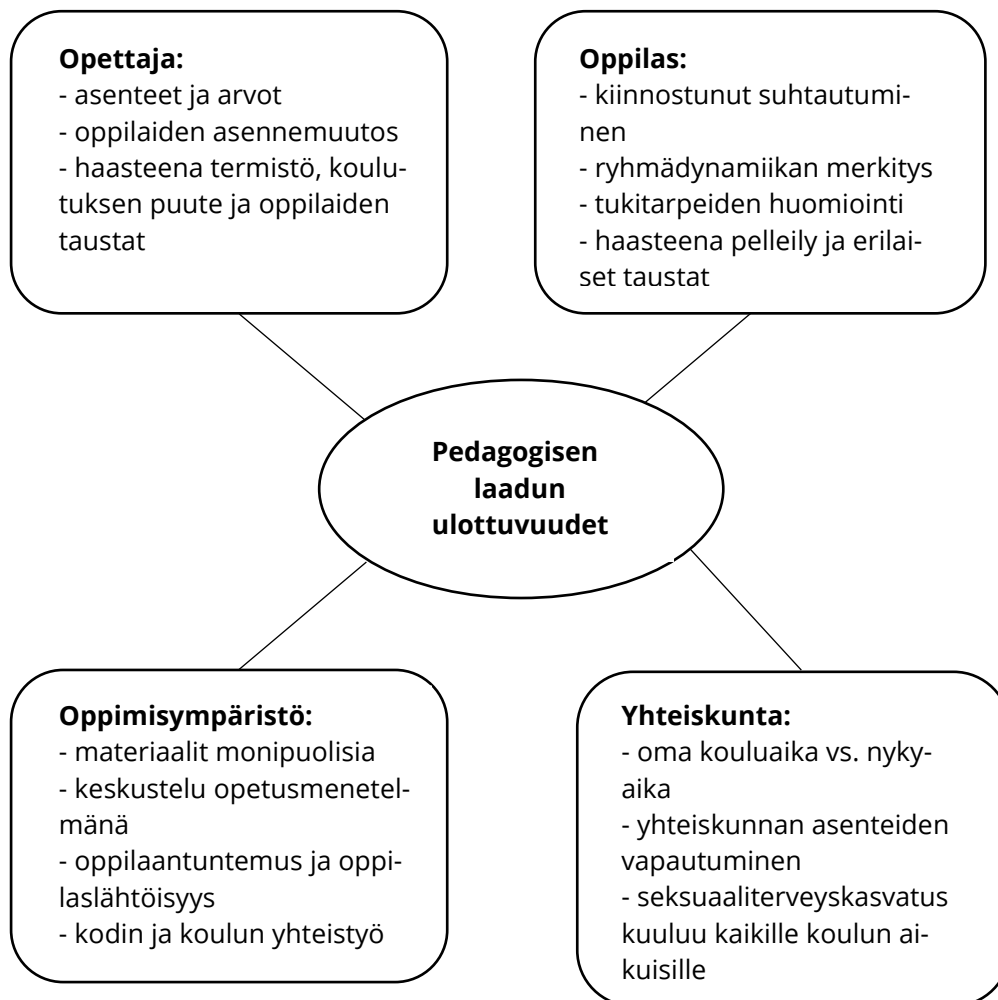 Opettaja:
- asenteet ja arvot
- oppilaiden asennemuutos
- haasteena termistö, koulu-
tuksen puute ja oppilaiden
taustat
Oppilas:
- kiinnostunut suhtautumi-
nen
- ryhmädynamiikan merkitys
- tukitarpeiden huomiointi
- haasteena pelleily ja erilai-
set taustat
Pedagogisen
laadun
ulottuvuudet
Oppimisympäristö:
- materiaalit monipuolisia
- keskustelu opetusmenetel-
mänä
- oppilaantuntemus ja oppi-
laslähtöisyys
- kodin ja koulun yhteistyö
Yhteiskunta:
- oma kouluaika vs. nyky-
aika
- yhteiskunnan asenteiden
vapautuminen
- seksuaaliterveyskasvatus
kuuluu kaikille koulun ai-
kuisille